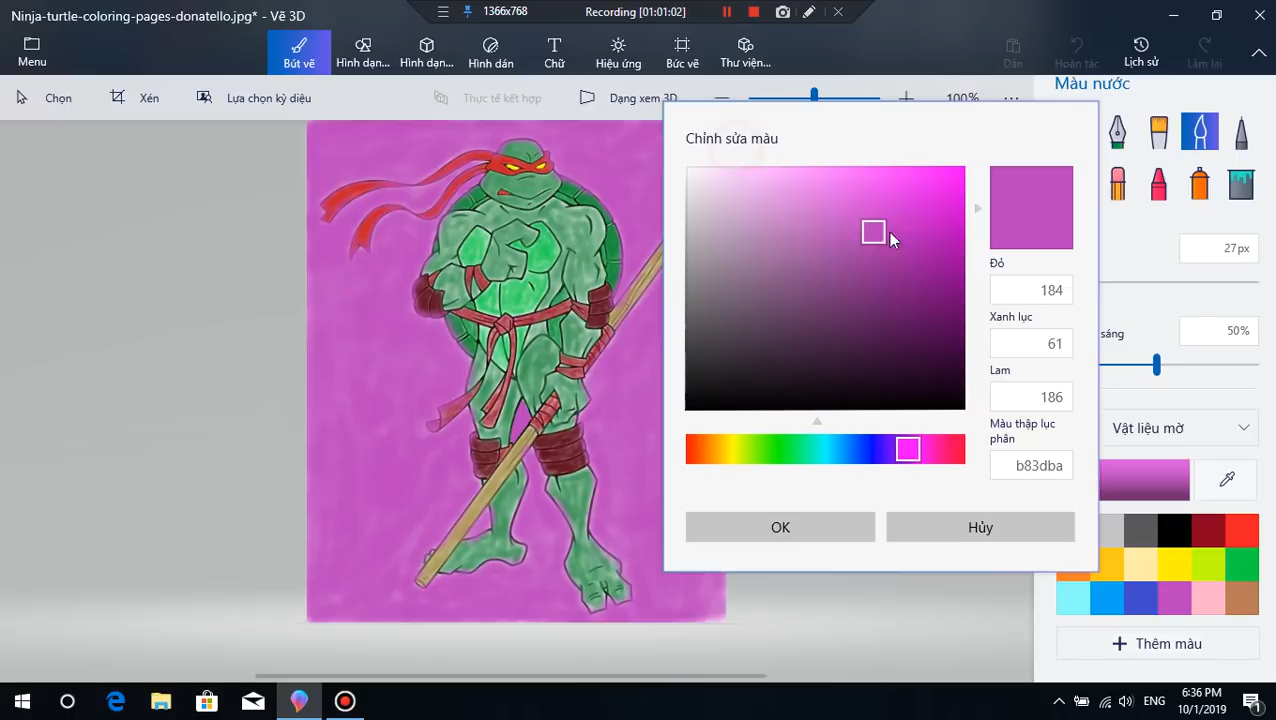 Ninja-turtle-coloring-pages-donatello.jpg* - Vẽ 3D
1366x768
Recording [01:01:02]
Menu
Bút vẽ
Hình dạn...
Hình dạn...
Hình dán
Chữ
Hiệu ứng
Bức vẽ
Thư viện...
Dán
Hoàn tác
Lịch sử
Làm lại
Chọn
Xén
Lựa chọn kỳ diệu
Thực tế kết hợp
Dạng xem 3D
100%
Màu nước
Chỉnh sửa màu
Đỏ
184
Xanh lục
61
Lam
186
Màu thập lục
phân
b83dba
OK
Hủy
27px
sáng
50%
Vật liệu mờ
Thêm màu
ENG
6:36 PM
10/1/2019
1